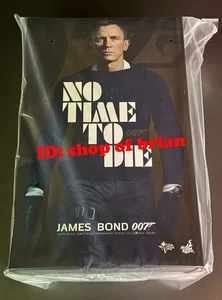 NO
TIME
TO
DIE
007
ID: shop of brian
JAMES BOND 007